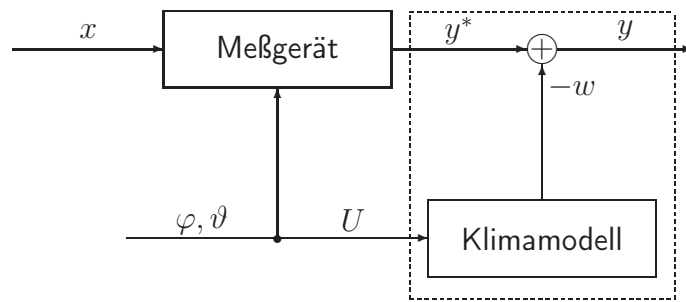 x
Meßgerät
y*
+
y
−w
φ, ϑ
U
Klimamodell